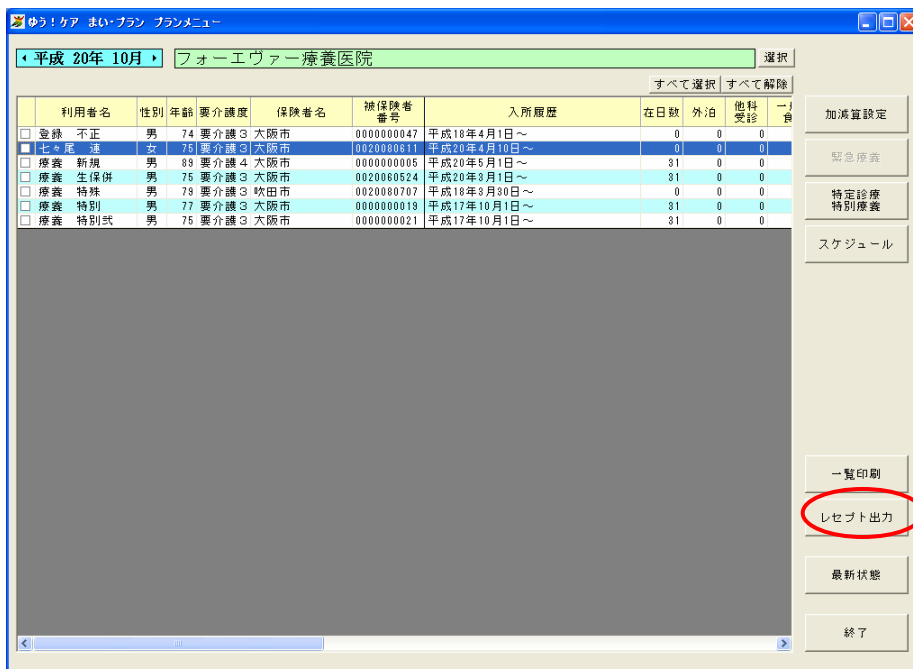 ゆう！ケア まい・プラン プランメニュー
平成 20年 10月 フォーエヴァー療養医院 選択
すべて選択 すべて解除
利用者名 性別 年齢 要介護度 保険者名 被保険者番号 入所履歴 在日数 外泊 他科受診
登録 不正 男 74 要介護3 大阪市 0000000047 平成18年4月1日～ 0 0 0
七々尾 連 女 75 要介護3 大阪市 0020080611 平成20年4月10日～ 0 0 0
療養 新規 男 89 要介護4 大阪市 0000000005 平成20年5月1日～ 31 0 0
療養 生保併 男 75 要介護3 大阪市 0020060524 平成20年3月1日～ 31 0 0
療養 特殊 男 79 要介護3 吹田市 0020080707 平成18年3月30日～ 0 0 0
療養 特別 男 77 要介護3 大阪市 0000000019 平成17年10月1日～ 31 0 0
療養 特別弐 男 75 要介護3 大阪市 0000000021 平成17年10月1日～ 31 0 0
加減算設定
緊急療養
特定診療
特別療養
スケジュール
一覧印刷
レセプト出力
最新状態
終了